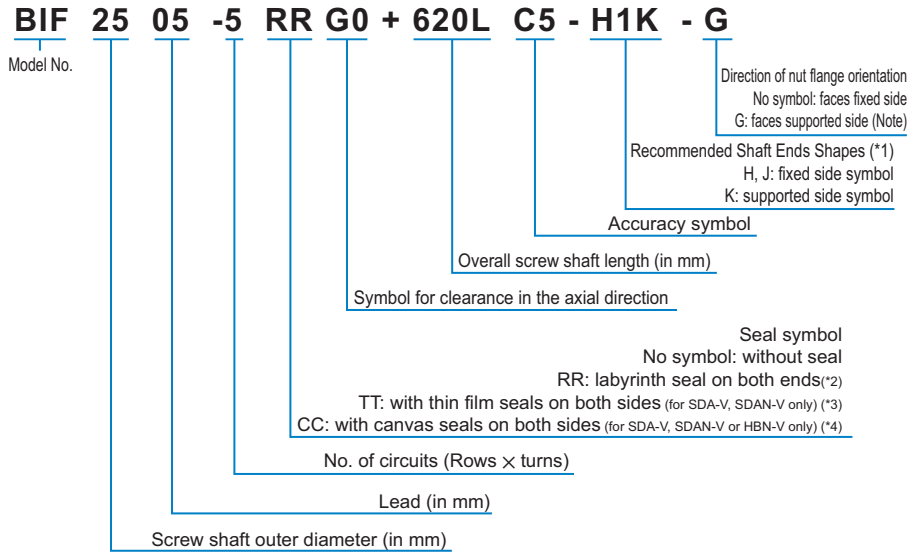 BIF 25 05 -5 RR G0 + 620L C5 - H1K - G
Model No.
Direction of nut flange orientation
No symbol: faces fixed side
G: faces supported side (Note)
Recommended Shaft Ends Shapes (*1)
H, J: fixed side symbol
K: supported side symbol
Accuracy symbol
Overall screw shaft length (in mm)
Symbol for clearance in the axial direction
Seal symbol
No symbol: without seal
RR: labyrinth seal on both ends(*2)
TT: with thin film seals on both sides (for SDA-V, SDAN-V only) (*3)
CC: with canvas seals on both sides (for SDA-V, SDAN-V or HBN-V only) (*4)
No. of circuits (Rows × turns)
Lead (in mm)
Screw shaft outer diameter (in mm)